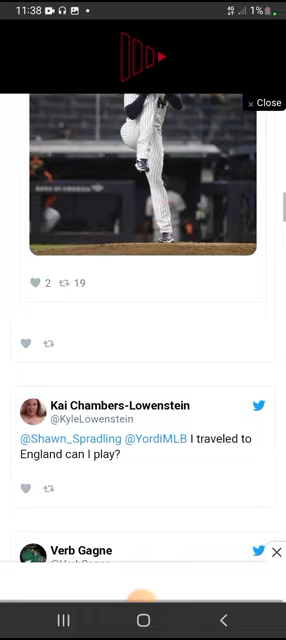 11:38
4G 1%
× Close
2 19
Kai Chambers-Lowenstein
@KyleLowenstein
@Shawn_Spradling @YordiMLB I traveled to
England can I play?
Verb Gagne